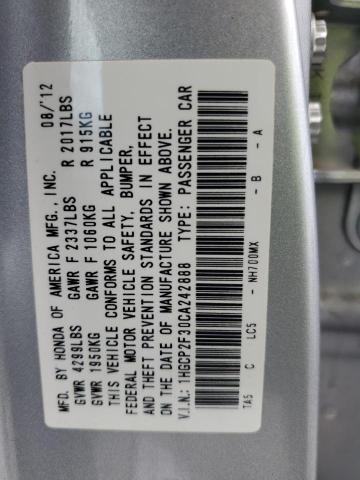 MFD. BY HONDA OF AMERICA MFG., INC. 08/'12
GVWR 4299LBS GAWR F 2337LBS R 2017LBS
GVWR 1950KG GAWR F 1060KG R 915KG
THIS VEHICLE CONFORMS TO ALL APPLICABLE
FEDERAL MOTOR VEHICLE SAFETY, BUMPER,
AND THEFT PREVENTION STANDARDS IN EFFECT
ON THE DATE OF MANUFACTURE SHOWN ABOVE.
V.I.N.: 1HGCP2F30CA242888 TYPE: PASSENGER CAR
TA5 C LC5 NH700MX - B - A